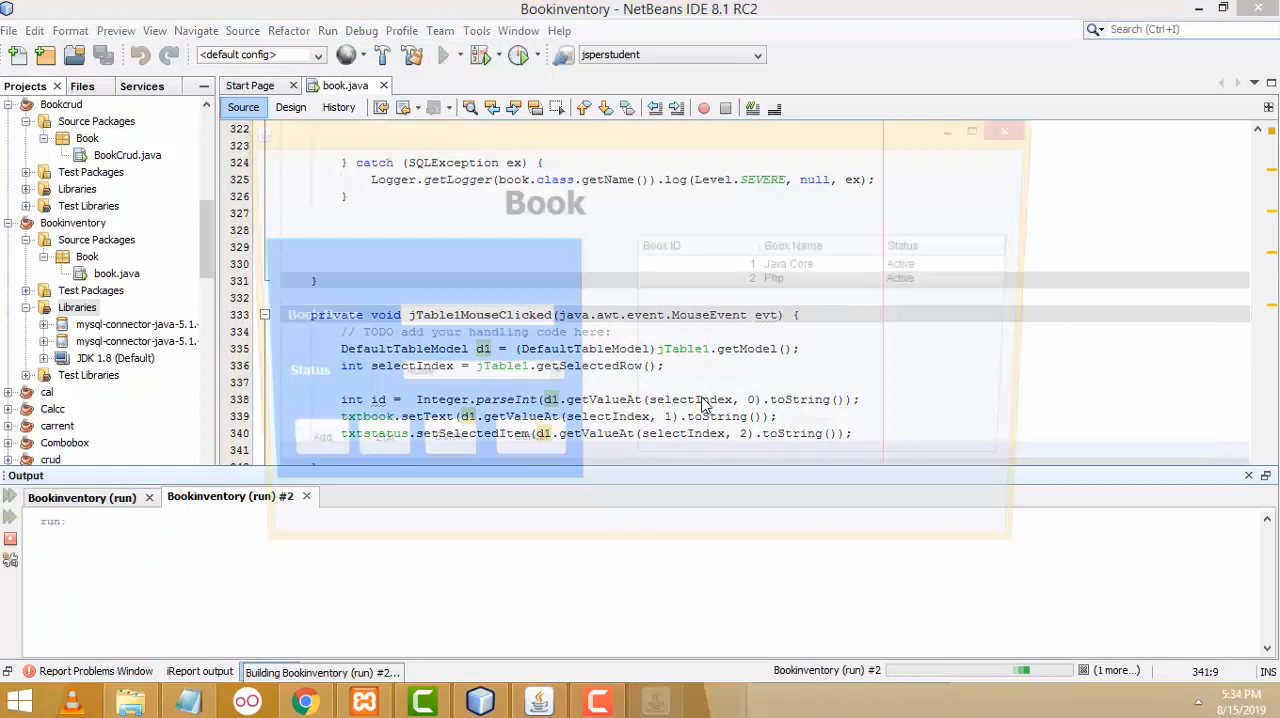 Bookinventory - NetBeans IDE 8.1 RC2
File Edit Format Preview View Navigate Source Refactor Run Debug Profile Team Tools Window Help
Search (Ctrl+I)
<default config>
jsperstudent
Projects Files Services
Start Page book.java
Source Design History
Bookcrud
Source Packages
Book
BookCrud.java
Test Packages
Libraries
Test Libraries
Bookinventory
Source Packages
Book
book.java
Test Packages
Libraries
mysql-connector-java-5.1.-
mysql-connector-java-5.1.-
JDK 1.8 (Default)
Test Libraries
cal
Calcc
carrent
Combobox
crud
322
323
324 } catch (SQLException ex) {
325 Logger.getLogger(book.class.getName()).log(Level.SEVERE, null, ex);
326 }
327
328
329
330
331 }
332
333 private void jTable1MouseClicked(java.awt.event.MouseEvent evt) {
334 // TODO add your handling code here:
335 DefaultTableModel d1 = (DefaultTableModel)jTable1.getModel();
336 int selectIndex = jTable1.getSelectedRow();
337
338 int id = Integer.parseInt(d1.getValueAt(selectIndex, 0).toString());
339 txtbook.setText(d1.getValueAt(selectIndex, 1).toString());
340 txtstatus.setSelectedItem(d1.getValueAt(selectIndex, 2).toString());
341
Book
Book ID Book Name Status
1 Java Core Active
2 Php Active
Status
Add
Output
Bookinventory (run) Bookinventory (run) #2
run:
Report Problems Window iReport output Building Bookinventory (run) #2...
Bookinventory (run) #2 (1 more...) 341:9 INS
5:34 PM
8/15/2019